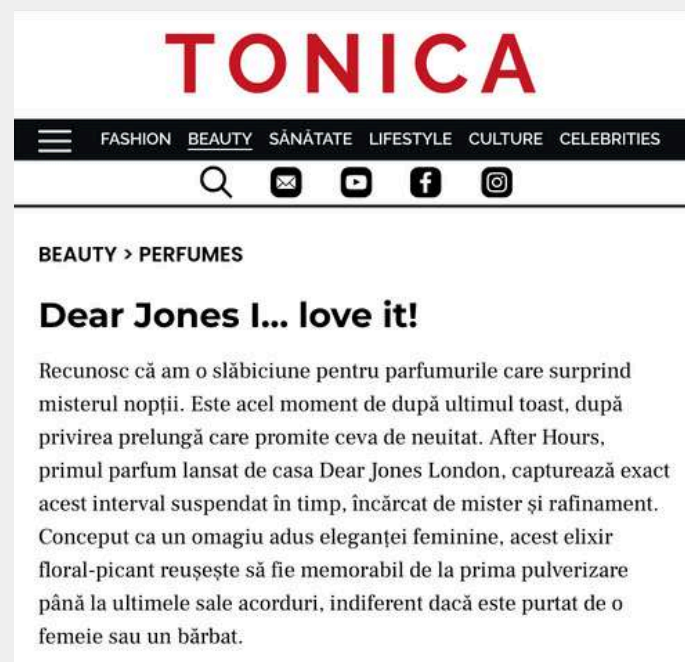 TONICA
FASHION BEAUTY SĂNĂTATE LIFESTYLE CULTURE CELEBRITIES
BEAUTY > PERFUMES
Dear Jones I... love it!
Recunosc că am o slăbiciune pentru parfumurile care surprind
misterul nopții. Este acel moment de după ultimul toast, după
privirea prelungă care promite ceva de neuitat. After Hours,
primul parfum lansat de casa Dear Jones London, capturează exact
acest interval suspendat în timp, încărcat de mister și rafinament.
Conceput ca un omagiu adus eleganței feminine, acest elixir
floral-picant reușește să fie memorabil de la prima pulverizare
până la ultimele sale acorduri, indiferent dacă este purtat de o
femeie sau un bărbat.